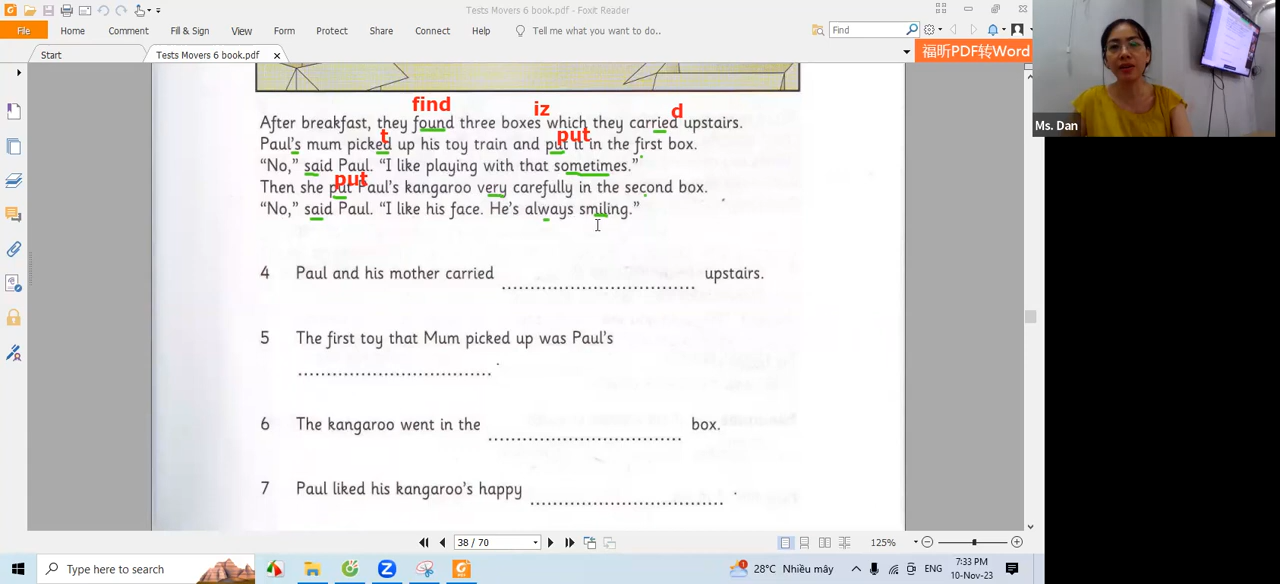 Tests Movers 6 book.pdf - Foxit Reader
File Home Comment Fill & Sign View Form Protect Share Connect Help Tell me what you want to do.. Find
Start Tests Movers 6 book.pdf
福昕PDF转Word
Ms. Dan
find iz d
After breakfast, they found three boxes which they carried upstairs.
t put
Paul's mum picked up his toy train and put it in the first box.
"No," said Paul. "I like playing with that sometimes."
put
Then she put Paul's kangaroo very carefully in the second box.
"No," said Paul. "I like his face. He's always smiling."
4 Paul and his mother carried ........................................ upstairs.
5 The first toy that Mum picked up was Paul's
........................................ .
6 The kangaroo went in the ........................................ box.
7 Paul liked his kangaroo's happy ........................................ .
38 / 70 125%
Type here to search
28°C Nhiều mây ENG 7:33 PM
10-Nov-23